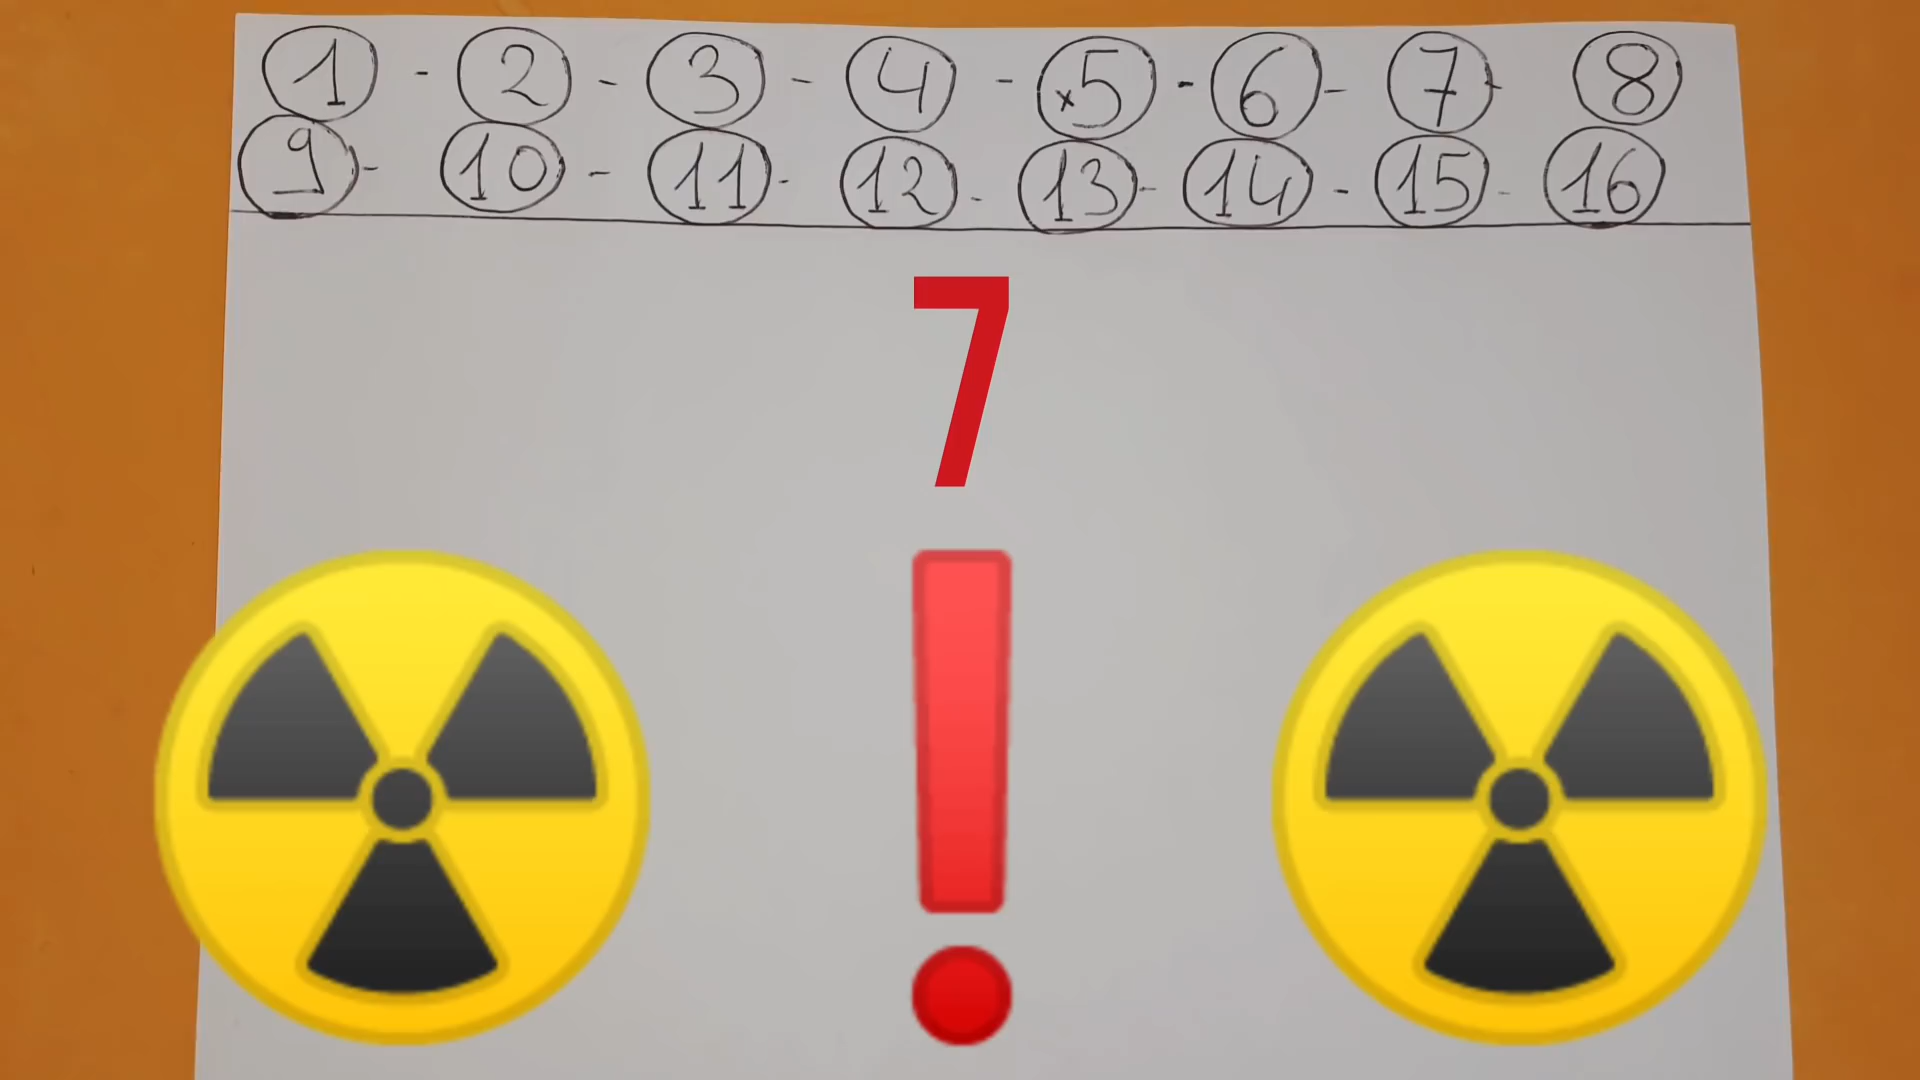 1 - 2 - 3 - 4 - x5 - 6 - 7 - 8
9 - 10 - 11 - 12 - 13 - 14 - 15 - 16
7
❗